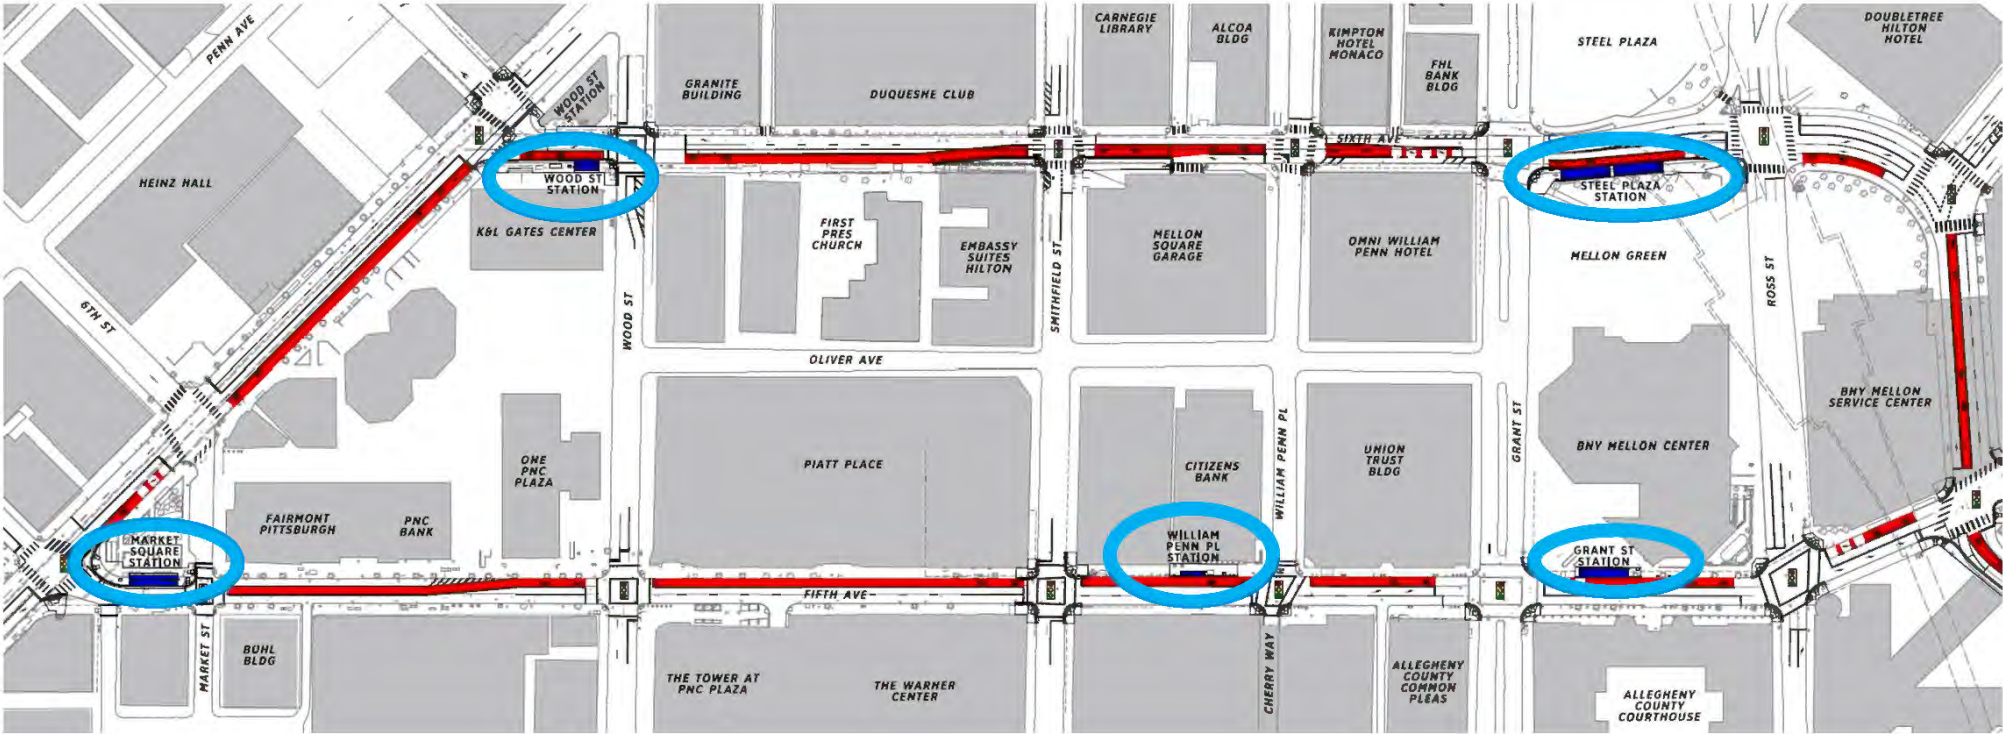 PENN AVE
CARNEGIE
LIBRARY
ALCOA
BLDG
KIMPTON
HOTEL
MONACO
FHL
BANK
BLDG
STEEL PLAZA
DOUBLETREE
HILTON
HOTEL
WOOD ST
STATION
GRANITE
BUILDING
DUQUESHE CLUB
SIXTH AVE
HEINZ HALL
WOOD ST
STATION
STEEL PLAZA
STATION
K&L GATES CENTER
FIRST
PRES
CHURCH
EMBASSY
SUITES
HILTON
SMITHFIELD ST
MELLON
SQUARE
GARAGE
OMNI WILLIAM
PENN HOTEL
MELLON GREEN
ROSS ST
6TH ST
WOOD ST
OLIVER AVE
BHY MELLON
SERVICE CENTER
ONE
PNC
PLAZA
PIATT PLACE
CITIZENS
BANK
WILLIAM PENN PL
UNION
TRUST
BLDG
GRANT ST
BNY MELLON CENTER
FAIRMONT
PITTSBURGH
PNC
BANK
MARKET
SQUARE
STATION
WILLIAM
PENN PL
STATION
GRANT ST
STATION
FIFTH AVE
MARKET ST
BUHL
BLDG
THE TOWER AT
PNC PLAZA
THE WARHER
CENTER
CHERRY WAY
ALLEGHENY
COUNTY
COMMON
PLEAS
ALLEGHENY
COUNTY
COURTHOUSE